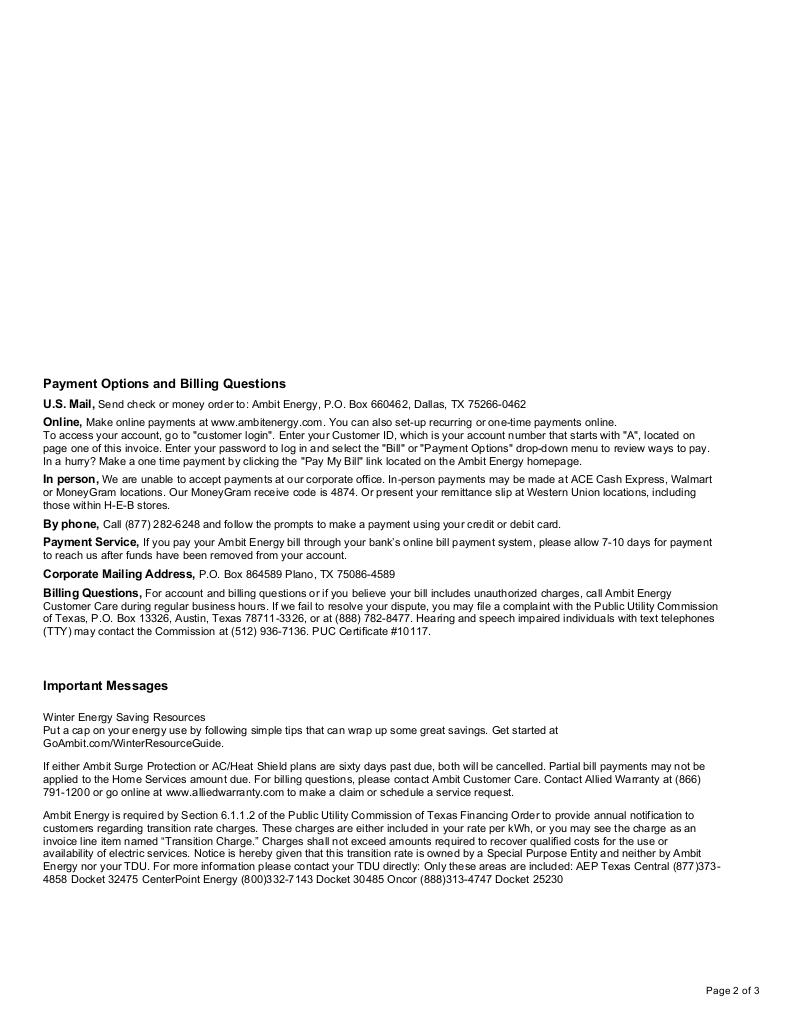 Payment Options and Billing Questions
U.S. Mail, Send check or money order to: Ambit Energy, P.O. Box 660462, Dallas, TX 75266-0462
Online, Make online payments at www.ambitenergy.com. You can also set-up recurring or one-time payments online.
To access your account, go to "customer login". Enter your Customer ID, which is your account number that starts with "A", located on
page one of this invoice. Enter your password to log in and select the "Bill" or "Payment Options" drop-down menu to review ways to pay.
In a hurry? Make a one time payment by clicking the "Pay My Bill" link located on the Ambit Energy homepage.
In person, We are unable to accept payments at our corporate office. In-person payments may be made at ACE Cash Express, Walmart
or MoneyGram locations. Our MoneyGram receive code is 4874. Or present your remittance slip at Western Union locations, including
those within H-E-B stores.
By phone, Call (877) 282-6248 and follow the prompts to make a payment using your credit or debit card.
Payment Service, If you pay your Ambit Energy bill through your bank's online bill payment system, please allow 7-10 days for payment
to reach us after funds have been removed from your account.
Corporate Mailing Address, P.O. Box 864589 Plano, TX 75086-4589
Billing Questions, For account and billing questions or if you believe your bill includes unauthorized charges, call Ambit Energy
Customer Care during regular business hours. If we fail to resolve your dispute, you may file a complaint with the Public Utility Commission
of Texas, P.O. Box 13326, Austin, Texas 78711-3326, or at (888) 782-8477. Hearing and speech impaired individuals with text telephones
(TTY) may contact the Commission at (512) 936-7136. PUC Certificate #10117.
Important Messages
Winter Energy Saving Resources
Put a cap on your energy use by following simple tips that can wrap up some great savings. Get started at
GoAmbit.com/WinterResourceGuide.
If either Ambit Surge Protection or AC/Heat Shield plans are sixty days past due, both will be cancelled. Partial bill payments may not be
applied to the Home Services amount due. For billing questions, please contact Ambit Customer Care. Contact Allied Warranty at (866)
791-1200 or go online at www.alliedwarranty.com to make a claim or schedule a service request.
Ambit Energy is required by Section 6.1.1.2 of the Public Utility Commission of Texas Financing Order to provide annual notification to
customers regarding transition rate charges. These charges are either included in your rate per kWh, or you may see the charge as an
invoice line item named “Transition Charge.” Charges shall not exceed amounts required to recover qualified costs for the use or
availability of electric services. Notice is hereby given that this transition rate is owned by a Special Purpose Entity and neither by Ambit
Energy nor your TDU. For more information please contact your TDU directly: Only these areas are included: AEP Texas Central (877)373-
4858 Docket 32475 CenterPoint Energy (800)332-7143 Docket 30485 Oncor (888)313-4747 Docket 25230
Page 2 of 3